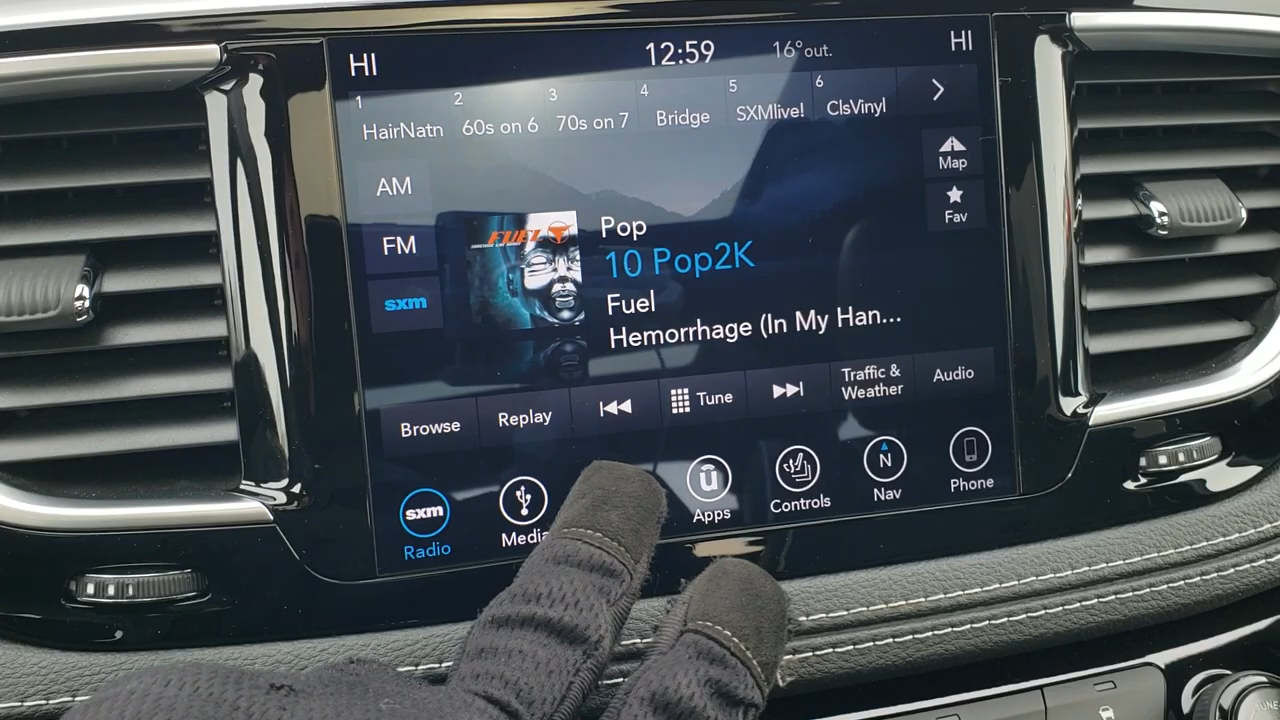 HI
12:59
16° out.
HI
1 HairNatn
2 60s on 6
3 70s on 7
4 Bridge
5 SXMlive!
6 ClsVinyl
AM
FM
sxm
Map
Fav
FUEL
Pop
10 Pop2K
Fuel
Hemorrhage (In My Han...
Browse
Replay
Tune
Traffic & Weather
Audio
sxm
Radio
Media
ū
Apps
Controls
N
Nav
Phone
TUNE